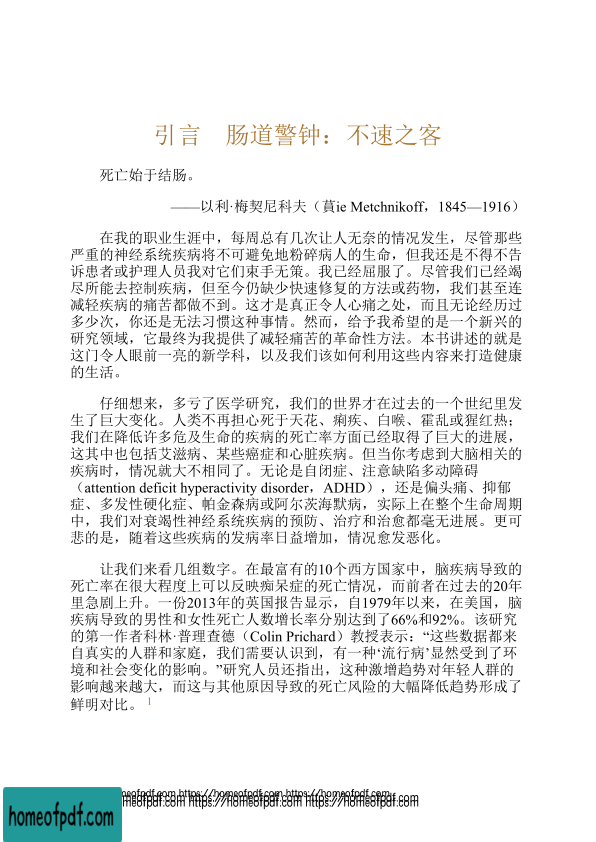 引言　肠道警钟：不速之客
死亡始于结肠。
——以利·梅契尼科夫（蒷ie Metchnikoff，1845—1916）
在我的职业生涯中，每周总有几次让人无奈的情况发生，尽管那些
严重的神经系统疾病将不可避免地粉碎病人的生命，但我还是不得不告
诉患者或护理人员我对它们束手无策。我已经屈服了。尽管我们已经竭
尽所能去控制疾病，但至今仍缺少快速修复的方法或药物，我们甚至连
减轻疾病的痛苦都做不到。这才是真正令人心痛之处，而且无论经历过
多少次，你还是无法习惯这种事情。然而，给予我希望的是一个新兴的
研究领域，它最终为我提供了减轻痛苦的革命性方法。本书讲述的就是
这门令人眼前一亮的新学科，以及我们该如何利用这些内容来打造健康
的生活。
仔细想来，多亏了医学研究，我们的世界才在过去的一个世纪里发
生了巨大变化。人类不再担心死于天花、痢疾、白喉、霍乱或猩红热；
我们在降低许多危及生命的疾病的死亡率方面已经取得了巨大的进展，
这其中也包括艾滋病、某些癌症和心脏疾病。但当你考虑到大脑相关的
疾病时，情况就大不相同了。无论是自闭症、注意缺陷多动障碍
（attention deficit hyperactivity disorder，ADHD），还是偏头痛、抑郁
症、多发性硬化症、帕金森病或阿尔茨海默病，实际上在整个生命周期
中，我们对衰竭性神经系统疾病的预防、治疗和治愈都毫无进展。更可
悲的是，随着这些疾病的发病率日益增加，情况愈发恶化。
让我们来看几组数字。在最富有的10个西方国家中，脑疾病导致的
死亡率在很大程度上可以反映痴呆症的死亡情况，而前者在过去的20年
里急剧上升。一份2013年的英国报告显示，自1979年以来，在美国，脑
疾病导致的男性和女性死亡人数增长率分别达到了66%和92%。该研究
的第一作者科林·普理查德（Colin Prichard）教授表示：“这些数据都来
自真实的人群和家庭，我们需要认识到，有一种‘流行病’显然受到了环
境和社会变化的影响。”研究人员还指出，这种激增趋势对年轻人群的
影响越来越大，而这与其他原因导致的死亡风险的大幅降低趋势形成了
鲜明对比。1
homeofpdf.com https://homeofpdf.com https://homeofpdf.com
homeofpdf.com https://homeofpdf.com https://homeofpdf.com
homeofpdf.com